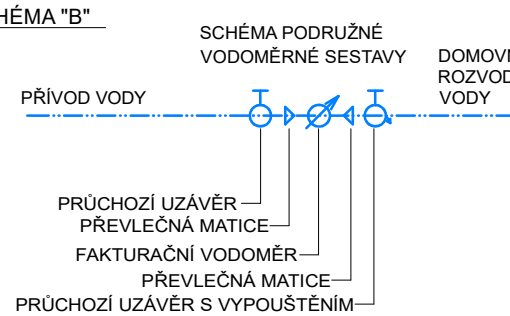 HÉMA "B"
SCHÉMA PODRUŽNÉ
VODOMĚRNÉ SESTAVY
DOMOVN
ROZVOD
VODY
PŘÍVOD VODY
PRŮCHOZÍ UZÁVĚR
PŘEVLEČNÁ MATICE
FAKTURAČNÍ VODOMĚR
PŘEVLEČNÁ MATICE
PRŮCHOZÍ UZÁVĚR S VYPOUŠTĚNÍM